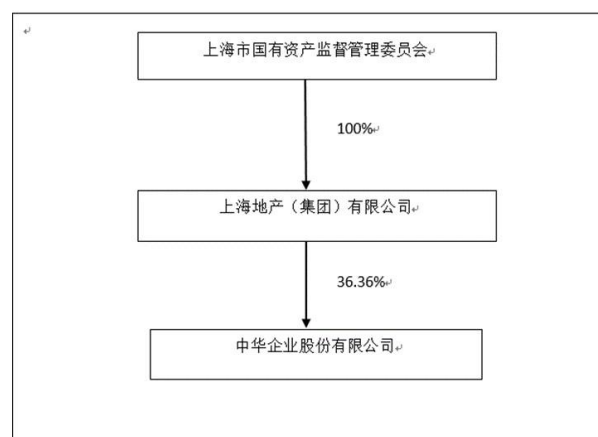 上海市国有资产监督管理委员会
100%
上海地产（集团）有限公司
36.36%
中华企业股份有限公司